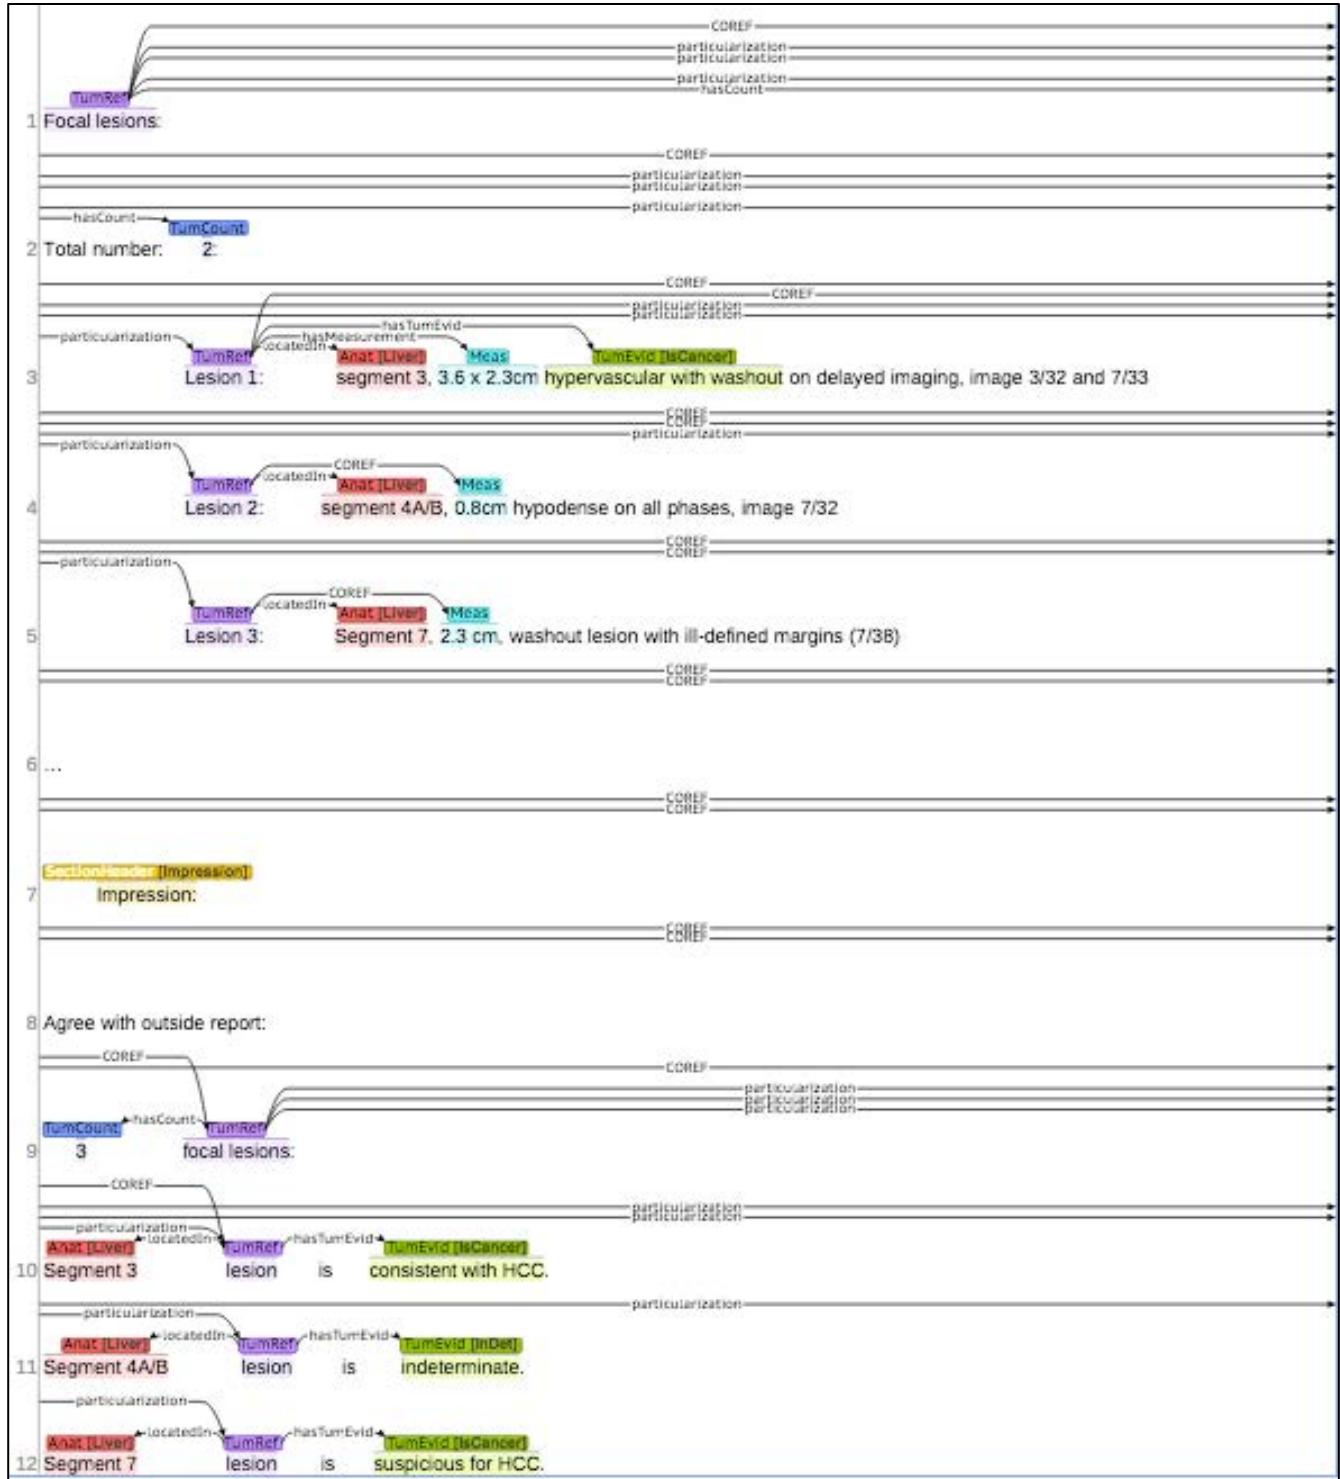 COREF
particularization
particularization
particularization
hasCount
TumRef
1 Focal lesions:
COREF
particularization
particularization
particularization
hasCount
TumCount
2 Total number: 2:
COREF
COREF
particularization
particularization
hasTumEvid
particularization hasMeasurement
locatedIn
TumRef Anat [Liver] Meas TumEvid [IsCancer]
3 Lesion 1: segment 3, 3.6 x 2.3cm hypervascular with washout on delayed imaging, image 3/32 and 7/33
COREF
COREF
particularization
particularization
COREF
locatedIn
TumRef Anat [Liver] Meas
4 Lesion 2: segment 4A/B, 0.8cm hypodense on all phases, image 7/32
COREF
COREF
particularization
COREF
locatedIn
TumRef Anat [Liver] Meas
5 Lesion 3: Segment 7, 2.3 cm, washout lesion with ill-defined margins (7/38)
COREF
COREF
6 ...
COREF
COREF
SectionHeader [Impression]
7 Impression:
COREF
COREF
8 Agree with outside report:
COREF
COREF
particularization
particularization
particularization
hasCount
TumCount TumRef
9 3 focal lesions:
COREF
particularization
particularization
particularization
locatedIn hasTumEvid
Anat [Liver] TumRef TumEvid [IsCancer]
10 Segment 3 lesion is consistent with HCC.
particularization
particularization
locatedIn hasTumEvid
Anat [Liver] TumRef TumEvid [InDet]
11 Segment 4A/B lesion is indeterminate.
particularization
locatedIn hasTumEvid
Anat [Liver] TumRef TumEvid [IsCancer]
12 Segment 7 lesion is suspicious for HCC.